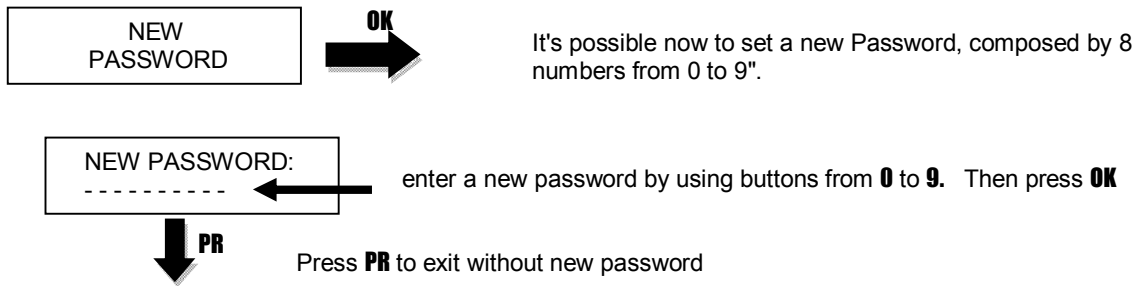 NEW
PASSWORD
OK
It's possible now to set a new Password, composed by 8
numbers from 0 to 9".
NEW PASSWORD:
- - - - - - - - - -
enter a new password by using buttons from 0 to 9. Then press OK
PR
Press PR to exit without new password